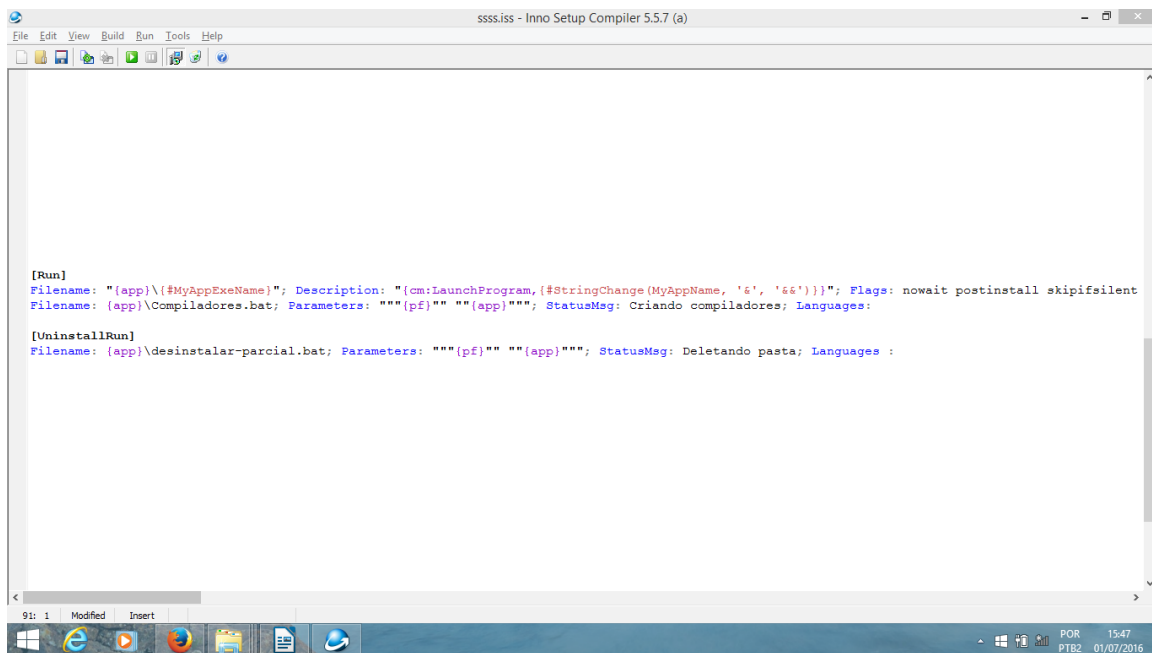 ssss.iss - Inno Setup Compiler 5.5.7 (a)
File Edit View Build Run Tools Help
[Run]
Filename: "{app}\{#MyAppExeName}"; Description: "{cm:LaunchProgram,{#StringChange(MyAppName, '&', '&&')}}"; Flags: nowait postinstall skipifsilent
Filename: {app}\Compiladores.bat; Parameters: """{pf}"" ""{app}"""; StatusMsg: Criando compiladores; Languages:
[UninstallRun]
Filename: {app}\desinstalar-parcial.bat; Parameters: """{pf}"" ""{app}"""; StatusMsg: Deletando pasta; Languages :
91: 1 Modified Insert
POR 15:47
PTB2 01/07/2016